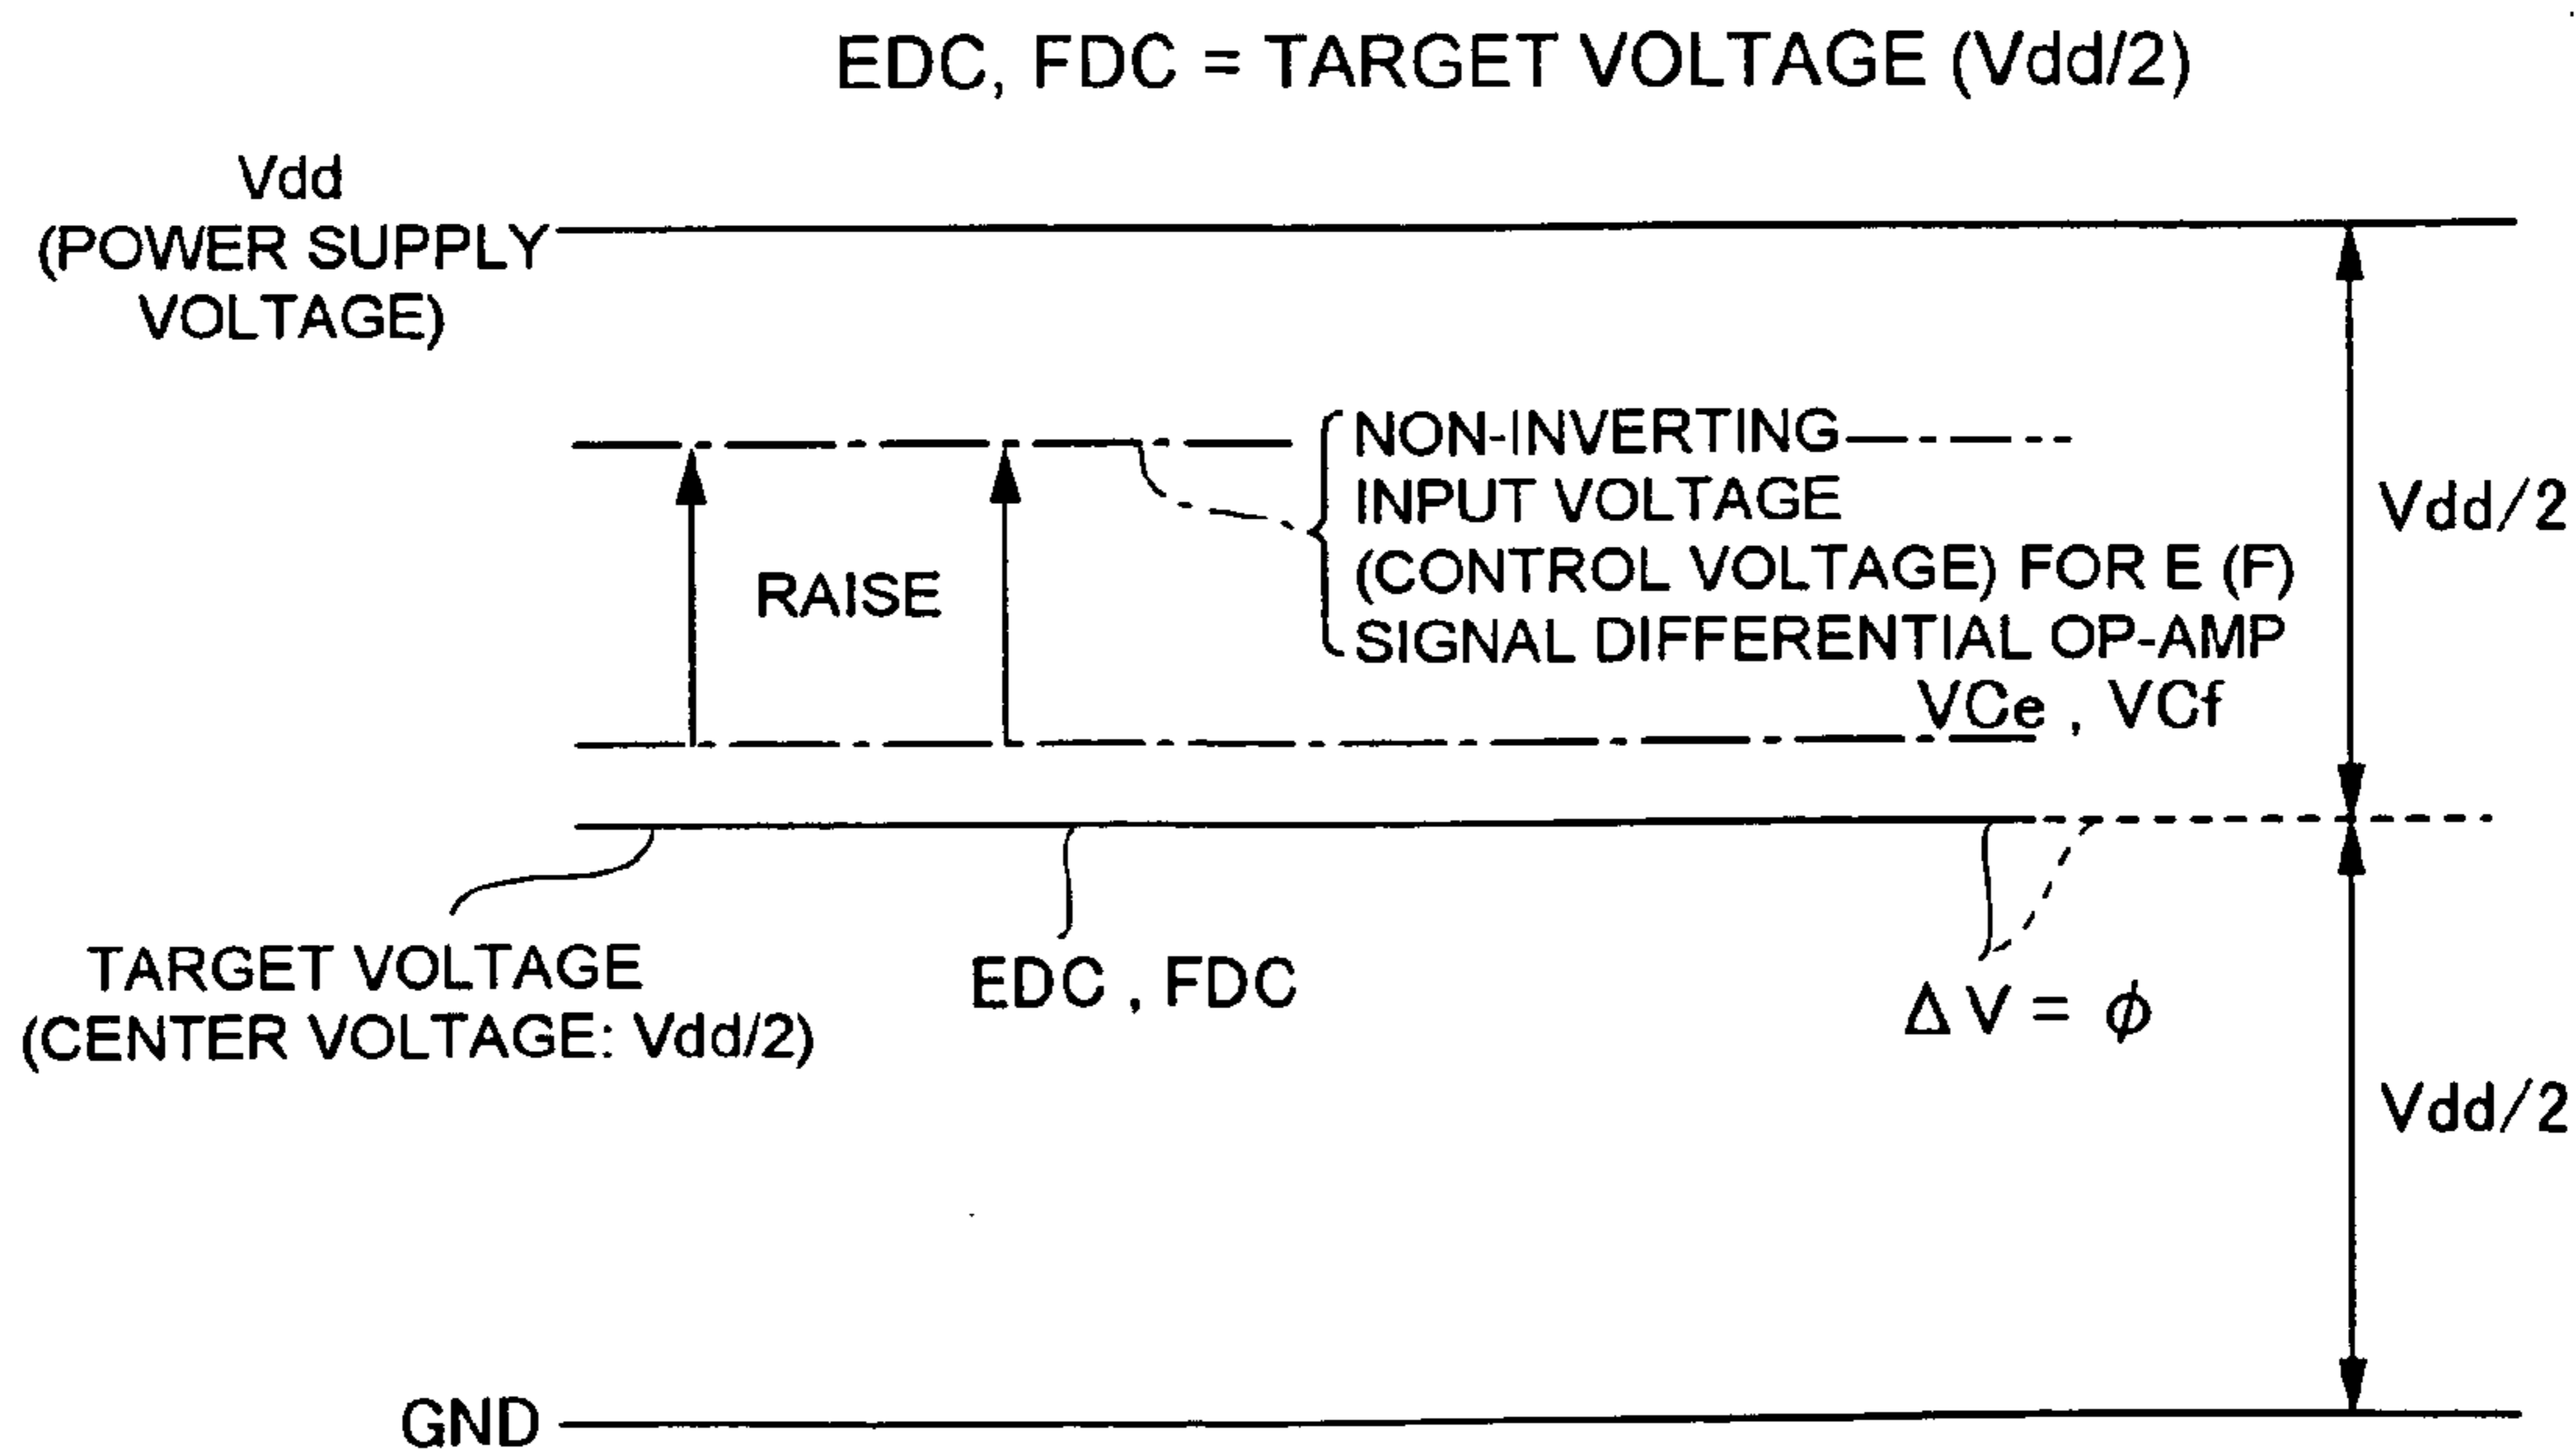 EDC, FDC = TARGET VOLTAGE (Vdd/2)
Vdd
(POWER SUPPLY
VOLTAGE)
NON-INVERTING
INPUT VOLTAGE
(CONTROL VOLTAGE) FOR E (F)
SIGNAL DIFFERENTIAL OP-AMP
Vdd/2
RAISE
VCe , VCf
TARGET VOLTAGE
(CENTER VOLTAGE: Vdd/2)
EDC , FDC
Δ V = ϕ
Vdd/2
GND